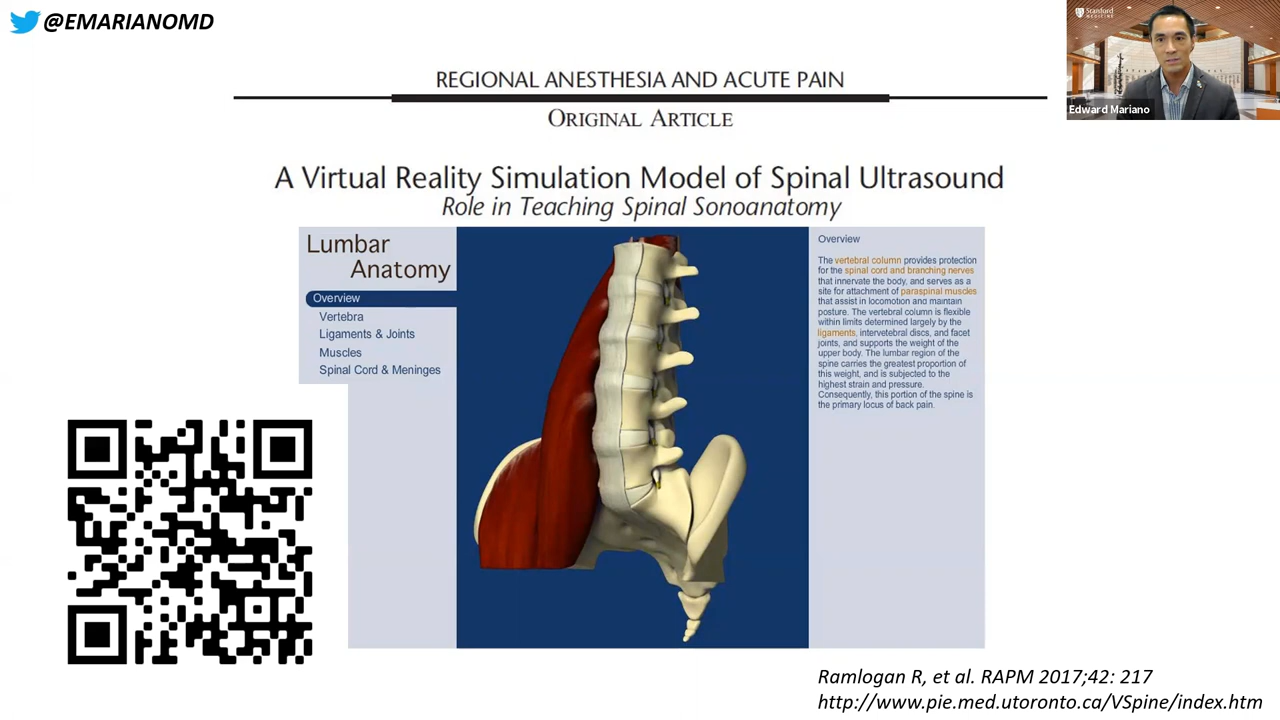 @EMARIANOMD
Stanford
MEDICINE
Edward Mariano
REGIONAL ANESTHESIA AND ACUTE PAIN
ORIGINAL ARTICLE
A Virtual Reality Simulation Model of Spinal Ultrasound
Role in Teaching Spinal Sonoanatomy
Lumbar
Anatomy
Overview
Vertebra
Ligaments & Joints
Muscles
Spinal Cord & Meninges
Overview
The vertebral column provides protection
for the spinal cord and branching nerves
that innervate the body, and serves as a
site for attachment of paraspinal muscles
that assist in locomotion and maintain
posture. The vertebral column is flexible
within limits determined largely by the
ligaments, intervetebral discs, and facet
joints, and supports the weight of the
upper body. The lumbar region of the
spine carries the greatest proportion of
this weight, and is subjected to the
highest strain and pressure.
Consequently, this portion of the spine is
the primary locus of back pain.
Ramlogan R, et al. RAPM 2017;42: 217
http://www.pie.med.utoronto.ca/VSpine/index.htm